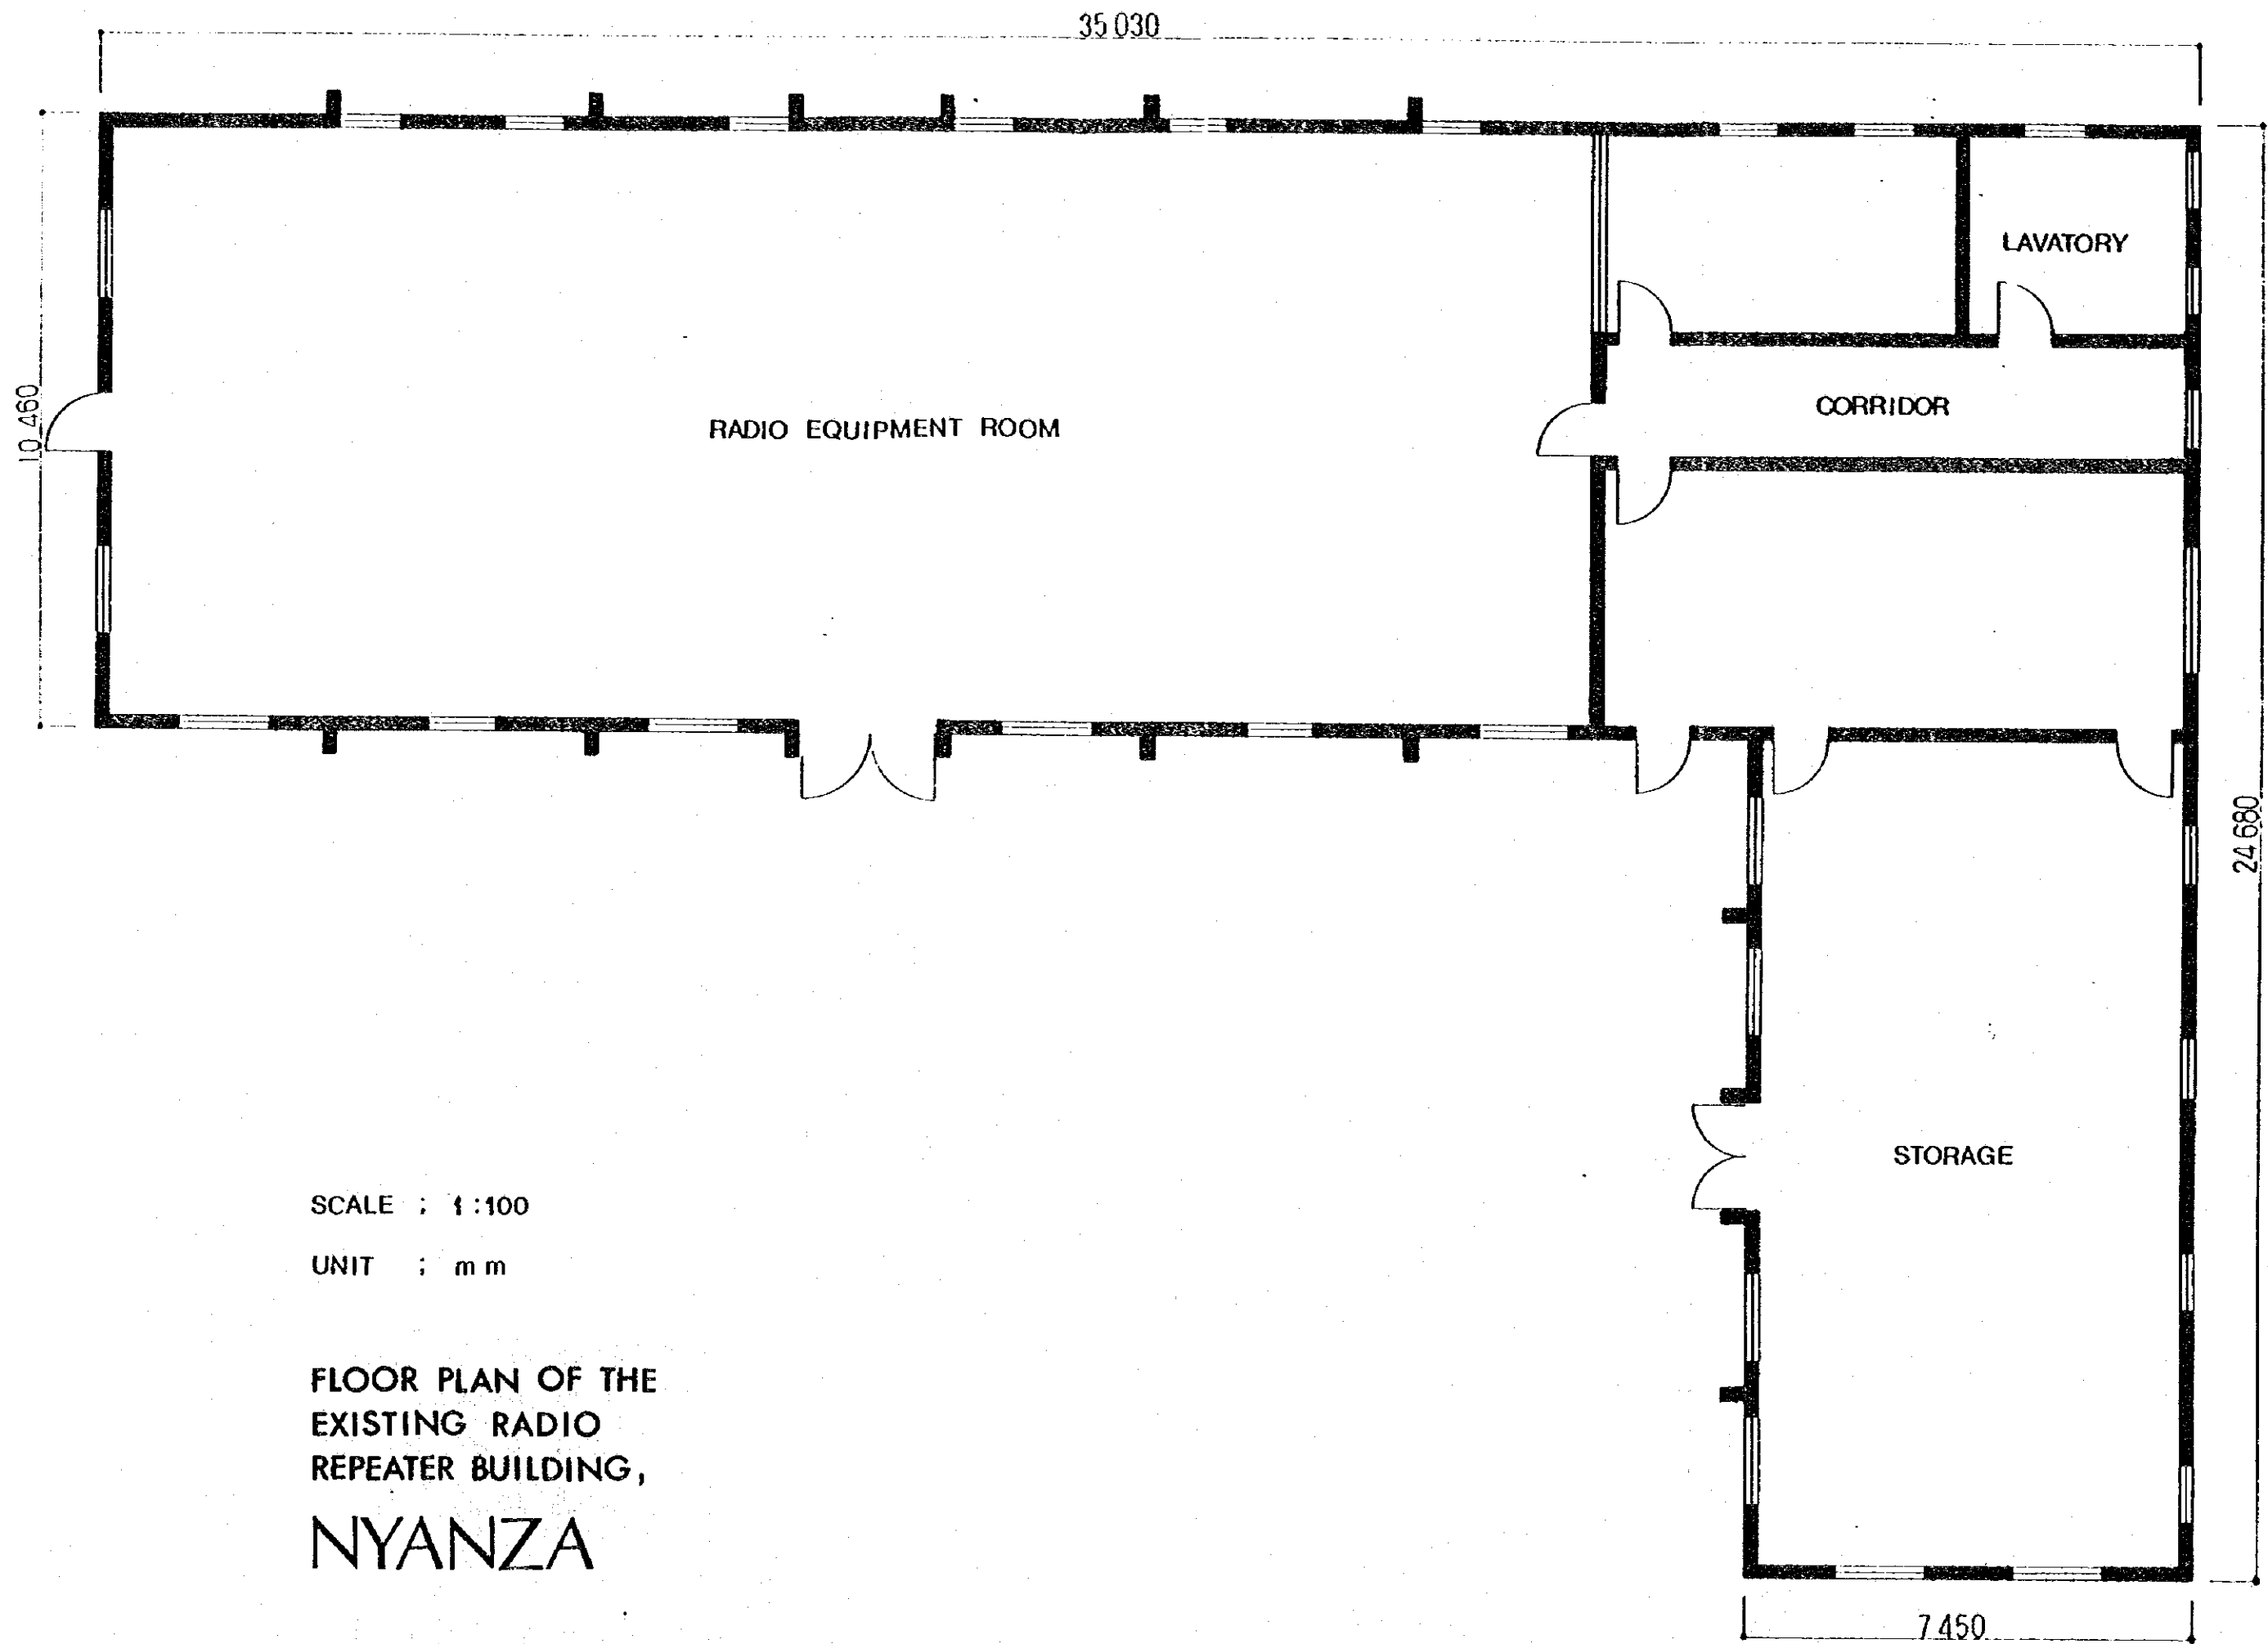 35 030
LAVATORY
10 460
CORRIDOR
RADIO EQUIPMENT ROOM
24 680
STORAGE
SCALE ; 1:100
UNIT ; mm
FLOOR PLAN OF THE
EXISTING RADIO
REPEATER BUILDING,
NYANZA
7 450